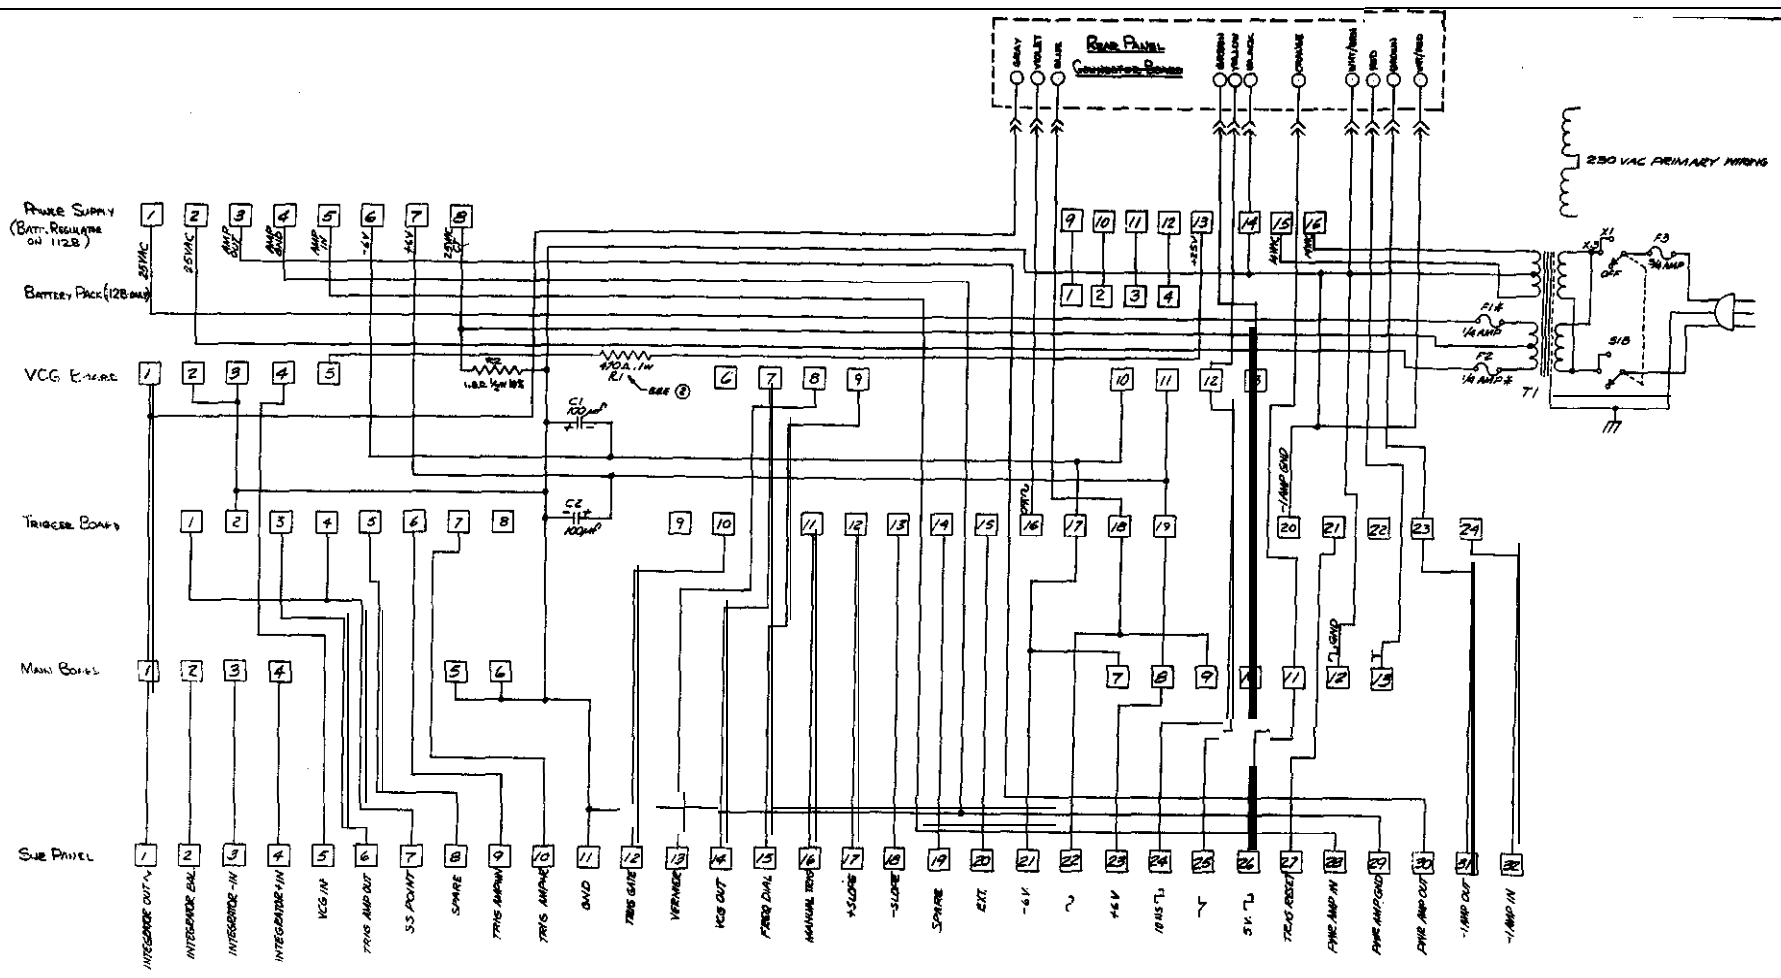 REAR PANEL
CONNECTOR BOARD
GRAY
VIOLET
BLUE
GREEN
YELLOW
BLACK
ORANGE
WHT/BRN
RED
BROWN
WHT/RED
230 VAC PRIMARY WIRING
POWER SUPPLY
(BATT. REGULATOR
ON 112B)
1 2 3 4 5 6 7 8 9 10 11 12 13 14 15 16
25VAC
25VAC
AMP OUT
AMP GND
AMP IN
-6V
+6V
25VAC CT
+25V
X1
OFF
F3
3/4 AMP
BATTERY PACK (112B ONLY)
1 2 3 4
F1*
1/4 AMP
F2
1/4 AMP*
S1B
T1
VCG
1 2 3 4 5 6 7 8 9 10 11 12
R2
1/2W 10%
470Ω, 1W
R1
SEE 2
C1
100µf
+ -
-1 AMP GND
C2
- +
100µf
TRIGGER BOARD
1 2 3 4 5 6 7 8 9 10 11 12 13 14 15 16 17 18 19 20 21 22 23 24
GND
MAIN BOARD
1 2 3 4 5 6 7 8 9 11 12 13
SUB PANEL
1 2 3 4 5 6 7 8 9 10 11 12 13 14 15 16 17 18 19 20 21 22 23 24 25 26 27 28 29 30 31 32
INTEGRATOR OUT ~
INTEGRATOR BAL
INTEGRATOR -IN
INTEGRATOR +IN
VCG IN
TRIG AMP OUT
SS POINT
SPARE
TRIG AMP IN
TRIG AMP
GND
TRIG GATE
VERNIER
VCG OUT
FREQ DIAL
MANUAL TRIG
+SLOPE
-SLOPE
SPARE
EXT.
-6V
+6V
5V.
TRIG RESET
PWR AMP IN
PWR AMP GND
PWR AMP OUT
-1 AMP OUT
-1 AMP IN